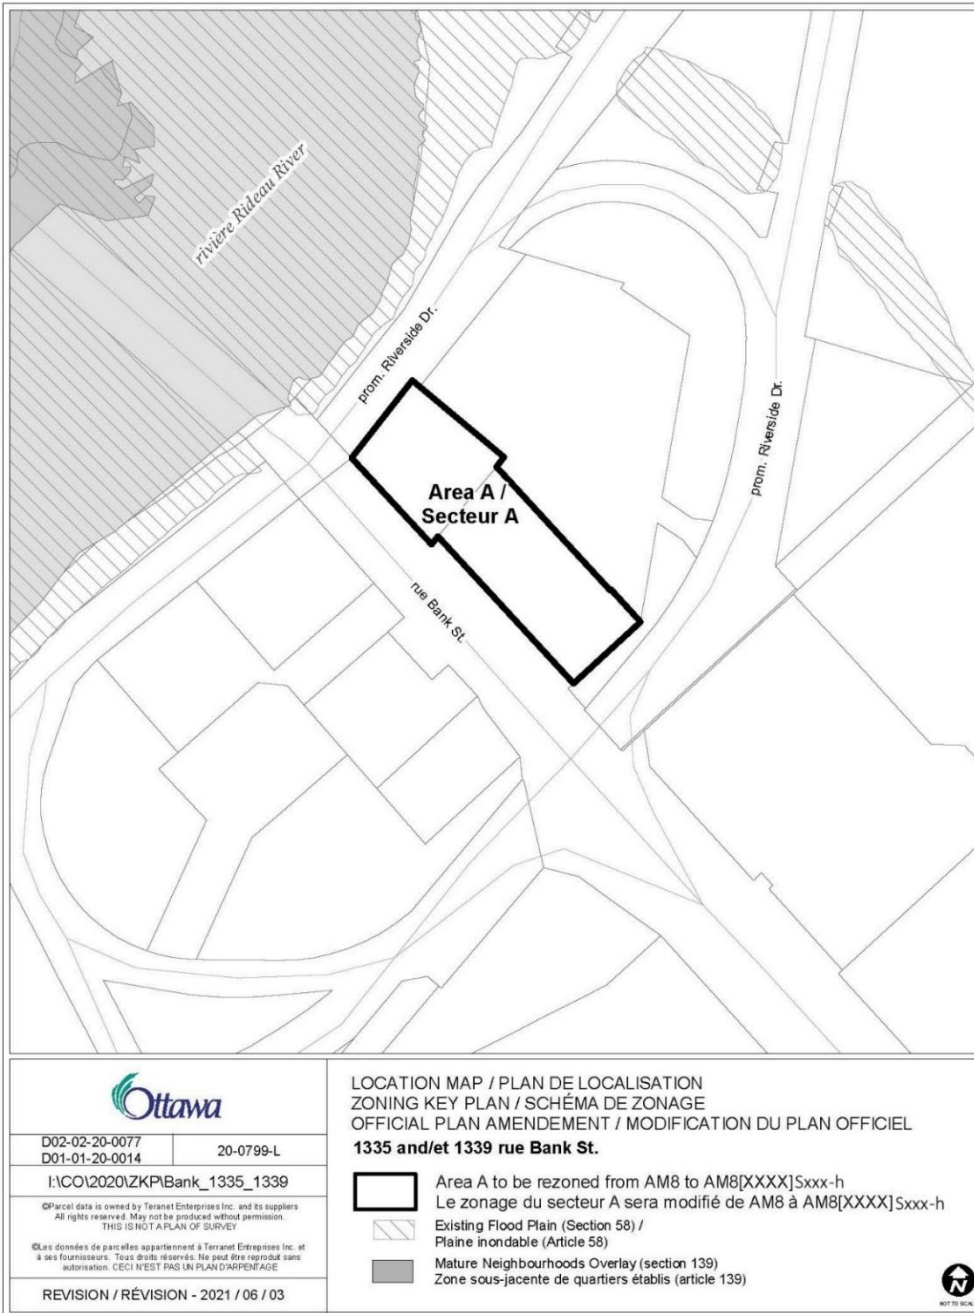 rivière Rideau River
prom. Riverside Dr.
prom. Riverside Dr.
Area A /
Secteur A
rue Bank St.
Ottawa
D02-02-20-0077
D01-01-20-0014
20-0799-L
I:\CO\2020\ZKP\Bank_1335_1339
©Parcel data is owned by Teranet Enterprises Inc. and its suppliers
All rights reserved. May not be produced without permission.
THIS IS NOT A PLAN OF SURVEY
©Les données de parcelles appartiennent à Terranet Entreprises Inc. et
à ses fournisseurs. Tous droits réservés. Ne peut être reproduit sans
autorisation. CECI N'EST PAS UN PLAN D'ARPENTAGE
REVISION / RÉVISION - 2021 / 06 / 03
LOCATION MAP / PLAN DE LOCALISATION
ZONING KEY PLAN / SCHÉMA DE ZONAGE
OFFICIAL PLAN AMENDEMENT / MODIFICATION DU PLAN OFFICIEL
1335 and/et 1339 rue Bank St.
Area A to be rezoned from AM8 to AM8[XXXX]Sxxx-h
Le zonage du secteur A sera modifié de AM8 à AM8[XXXX]Sxxx-h
Existing Flood Plain (Section 58) /
Plaine inondable (Article 58)
Mature Neighbourhoods Overlay (section 139)
Zone sous-jacente de quartiers établis (article 139)
N
NOT TO SCALE